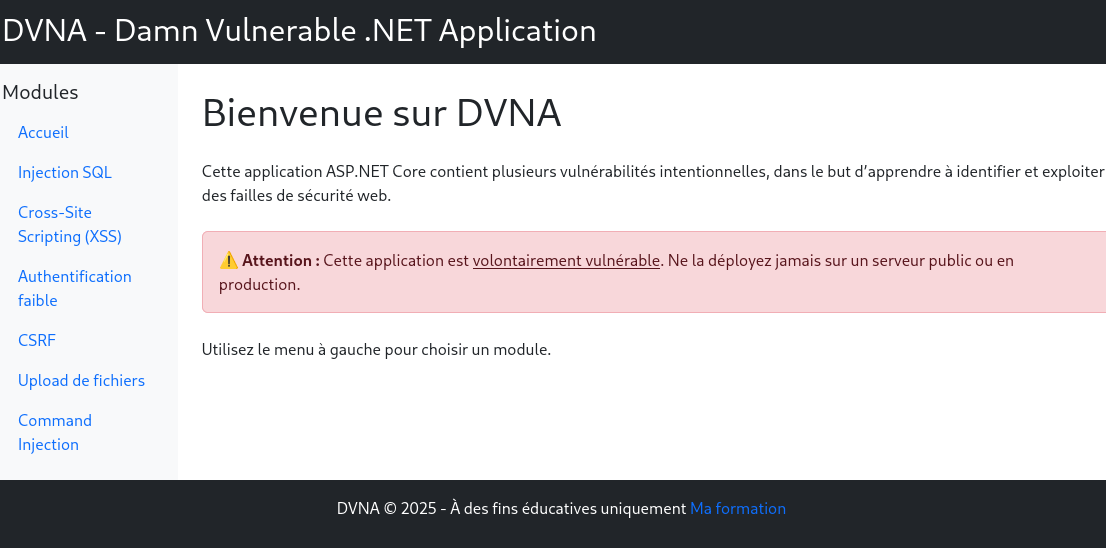 DVNA - Damn Vulnerable .NET Application
Modules
Accueil
Injection SQL
Cross-Site
Scripting (XSS)
Authentification
faible
CSRF
Upload de fichiers
Command
Injection
Bienvenue sur DVNA
Cette application ASP.NET Core contient plusieurs vulnérabilités intentionnelles, dans le but d’apprendre à identifier et exploiter
des failles de sécurité web.
⚠️ Attention : Cette application est volontairement vulnérable. Ne la déployez jamais sur un serveur public ou en
production.
Utilisez le menu à gauche pour choisir un module.
DVNA © 2025 - À des fins éducatives uniquement Ma formation